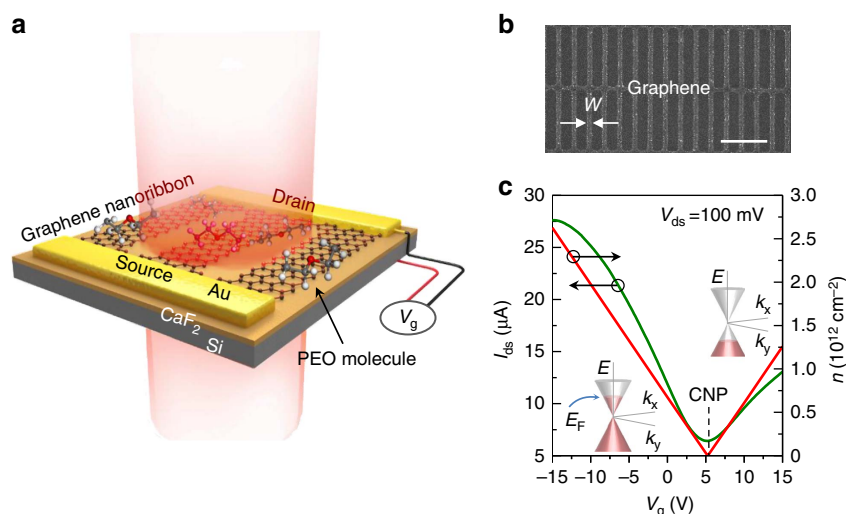 a
Graphene nanoribbon
Drain
Source
Au
CaF2
Si
Vg
PEO molecule
b
Graphene
W
c
Vds =100 mV
30
25
20
15
10
5
Ids (μA)
3.0
2.5
2.0
1.5
1.0
0.5
0
n (10¹² cm⁻²)
E
kx
ky
CNP
E
kx
ky
EF
−15 −10 −5 0 5 10 15
Vg (V)